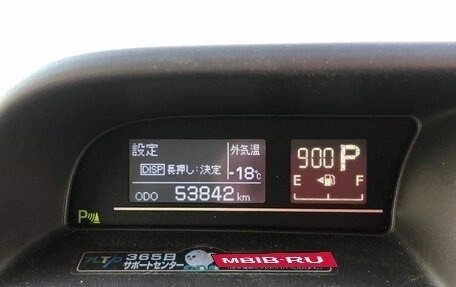 設定
DISP 長押し:決定
外気温
-18℃
ODO 53842 km
900 P
E F
P
365日
サポートセンター
MBIB-RU